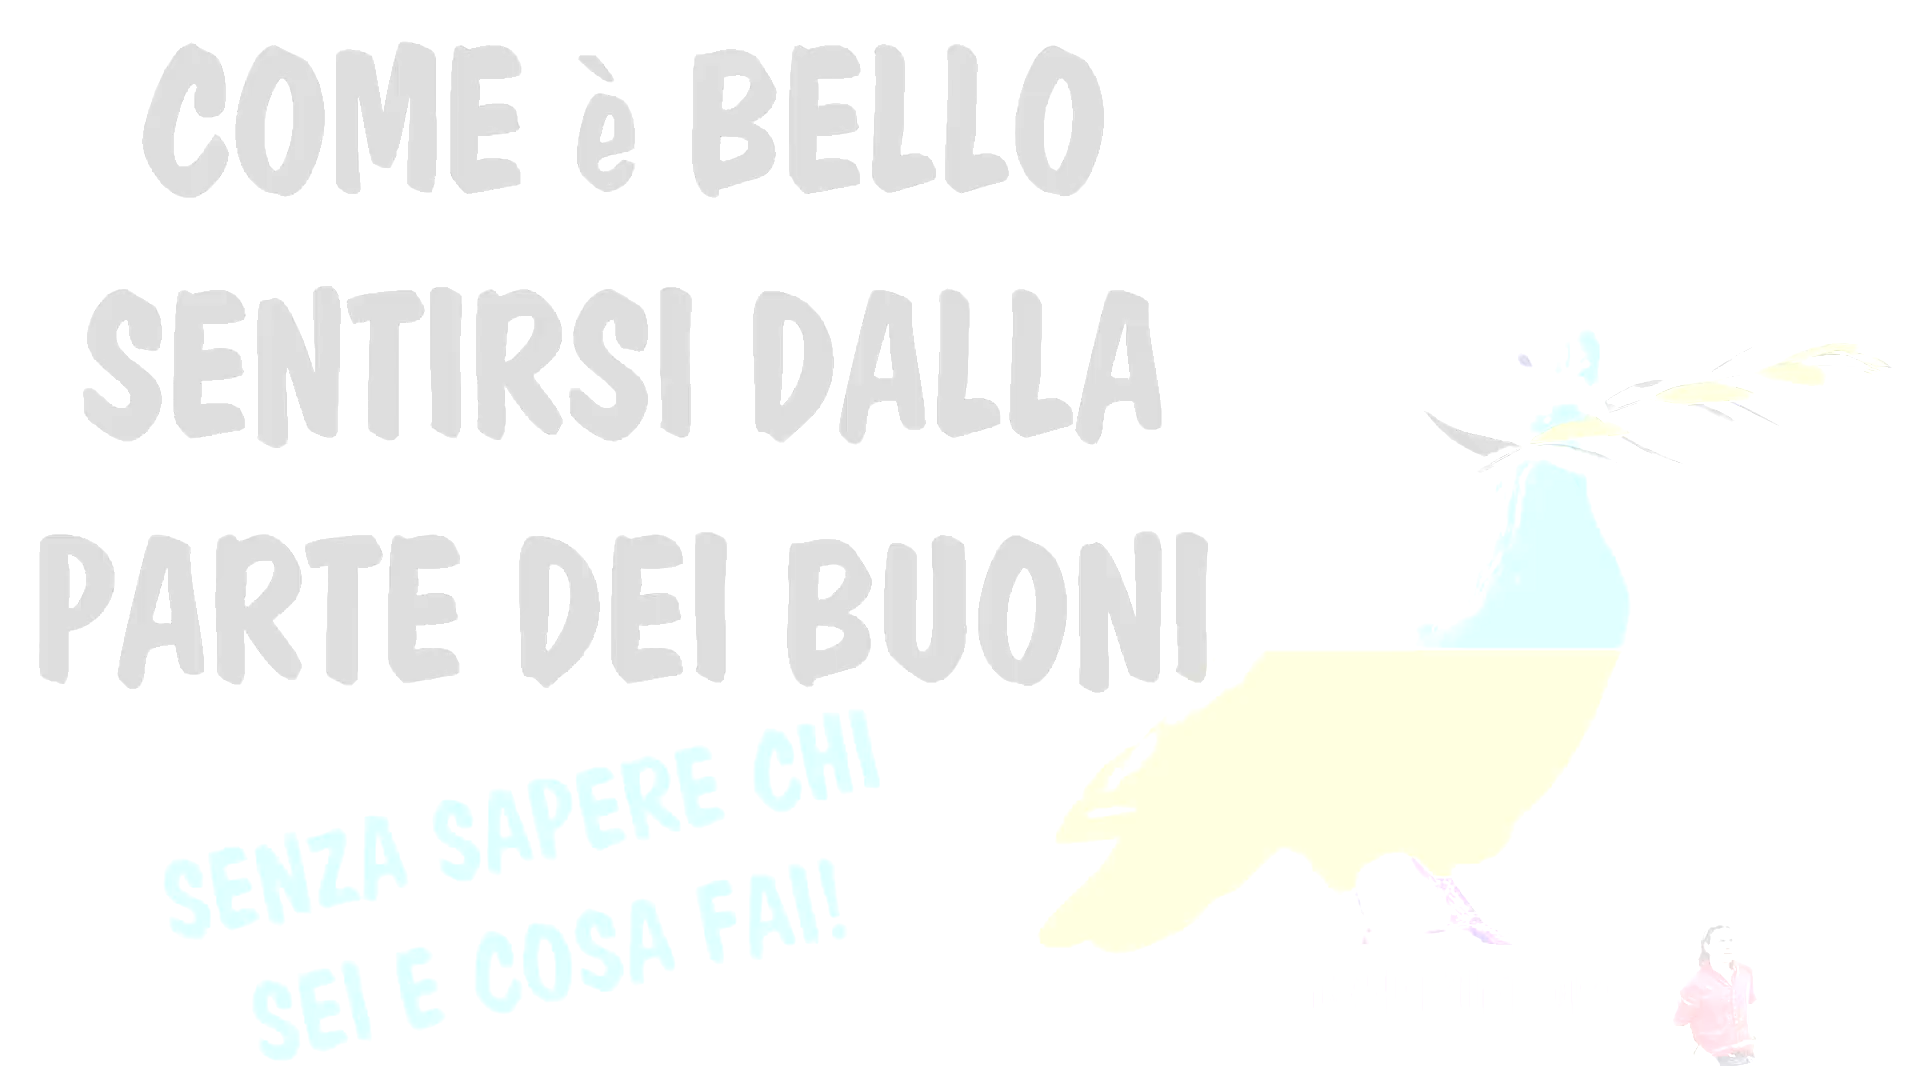 COME è BELLO
SENTIRSI DALLA
PARTE DEI BUONI
SENZA SAPERE CHI
SEI E COSA FAI!